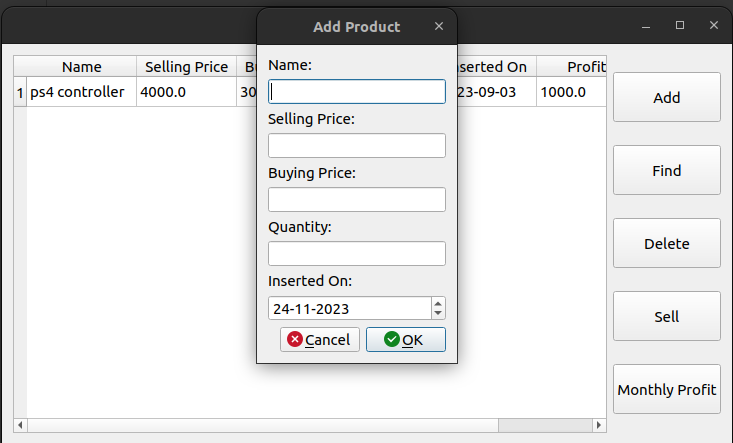 Add Product
Name Selling Price
serted On Profit
1 ps4 controller 4000.0 30
23-09-03 1000.0
Name:
Selling Price:
Buying Price:
Quantity:
Inserted On:
24-11-2023
Cancel OK
Add
Find
Delete
Sell
Monthly Profit